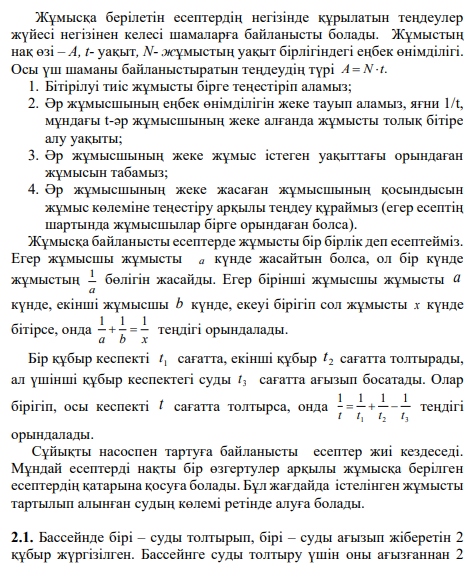 Жұмысқа берілетін есептердің негізінде құрылатын теңдеулер
жүйесі негізінен келесі шамаларға байланысты болады. Жұмыстың
нақ өзі – A, t- уақыт, N- жұмыстың уақыт бірлігіндегі еңбек өнімділігі.
Осы үш шаманы байланыстыратын теңдеудің түрі A = N · t.
1. Бітірілуі тиіс жұмысты бірге теңестіріп аламыз;
2. Әр жұмысшының еңбек өнімділігін жеке тауып аламыз, яғни 1/t,
мұндағы t-әр жұмысшының жеке алғанда жұмысты толық бітіре
алу уақыты;
3. Әр жұмысшының жеке жұмыс істеген уақыттағы орындаған
жұмысын табамыз;
4. Әр жұмысшының жеке жасаған жұмысшының қосындысын
жұмыс көлеміне теңестіру арқылы теңдеу құраймыз (егер есептің
шартында жұмысшылар бірге орындаған болса).
Жұмысқа байланысты есептерде жұмысты бір бірлік деп есептейміз.
Егер жұмысшы жұмысты a күнде жасайтын болса, ол бір күнде
жұмыстың 1/a бөлігін жасайды. Егер бірінші жұмысшы жұмысты a
күнде, екінші жұмысшы b күнде, екеуі бірігіп сол жұмысты x күнде
бітірсе, онда 1/a + 1/b = 1/x теңдігі орындалады.
Бір құбыр кеспекті t₁ сағатта, екінші құбыр t₂ сағатта толтырады,
ал үшінші құбыр кеспектегі суды t₃ сағатта ағызып босатады. Олар
бірігіп, осы кеспекті t сағатта толтырса, онда 1/t = 1/t₁ + 1/t₂ − 1/t₃ теңдігі
орындалады.
Сұйықты насоспен тартуға байланысты есептер жиі кездеседі.
Мұндай есептерді нақты бір өзгертулер арқылы жұмысқа берілген
есептердің қатарына қосуға болады. Бұл жағдайда істелінген жұмысты
тартылып алынған судың көлемі ретінде алуға болады.
2.1. Бассейнде бірі – суды толтырып, бірі – суды ағызып жіберетін 2
құбыр жүргізілген. Бассейнге суды толтыру үшін оны ағызғаннан 2